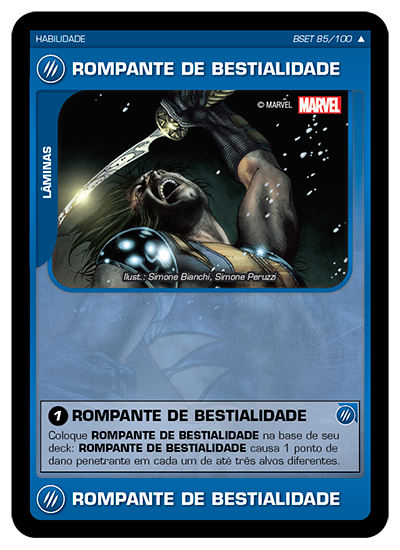 HABILIDADE
BSET 85/100 ▲
ROMPANTE DE BESTIALIDADE
© MARVEL MARVEL
LÂMINAS
Ilust.: Simone Bianchi, Simone Peruzzi
1 ROMPANTE DE BESTIALIDADE
Coloque ROMPANTE DE BESTIALIDADE na base de seu
deck: ROMPANTE DE BESTIALIDADE causa 1 ponto de
dano penetrante em cada um de até três alvos diferentes.
ROMPANTE DE BESTIALIDADE